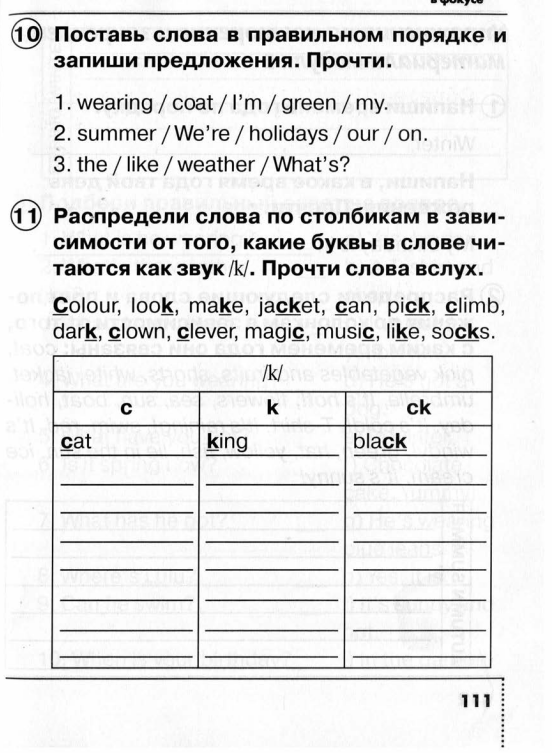 в фокусе
10 Поставь слова в правильном порядке и
запиши предложения. Прочти.
1. wearing / coat / I'm / green / my.
2. summer / We're / holidays / our / on.
3. the / like / weather / What's?
11 Распредели слова по столбикам в зави-
симости от того, какие буквы в слове чи-
таются как звук /k/. Прочти слова вслух.
Colour, look, make, jacket, can, kick, climb,
dark, clown, clever, magic, music, like, socks.
/k/
c k ck
cat king black
111